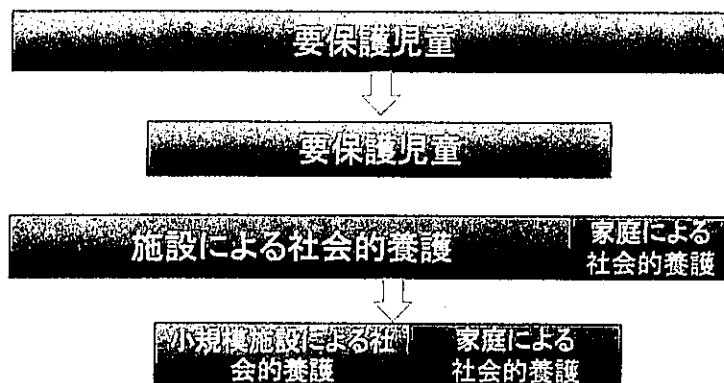 要保護児童
要保護児童
施設による社会的養護
家庭による
社会的養護
小規模施設による社
会的養護
家庭による
社会的養護